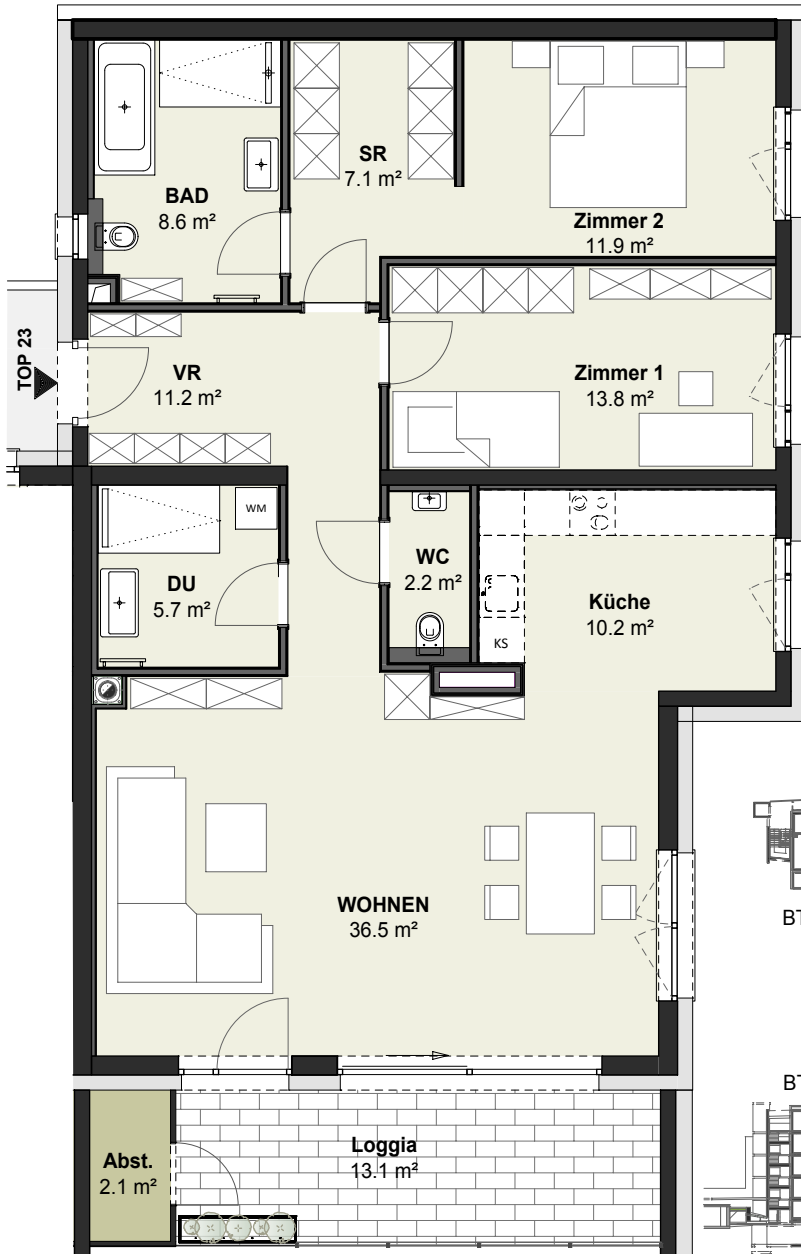 SR
7.1 m²
BAD
8.6 m²
Zimmer 2
11.9 m²
TOP 23
VR
11.2 m²
Zimmer 1
13.8 m²
WM
DU
5.7 m²
WC
2.2 m²
Küche
10.2 m²
KS
WOHNEN
36.5 m²
BT
BT
Abst.
2.1 m²
Loggia
13.1 m²